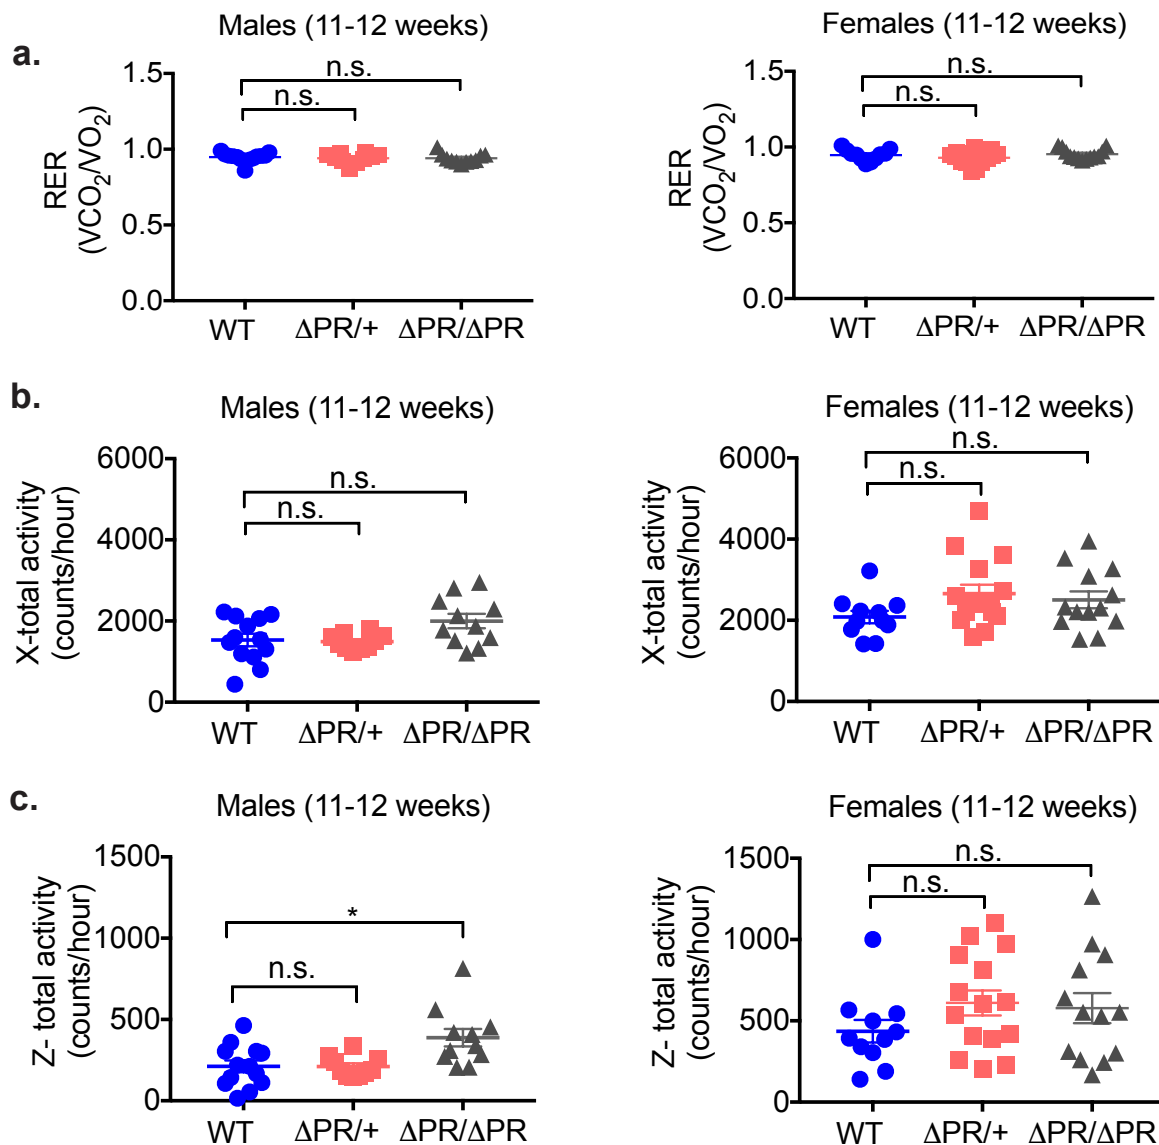 a.
Males (11-12 weeks)
RER
(VCO2/VO2)
1.5
1.0
0.5
0.0
n.s.
n.s.
WT
ΔPR/+
ΔPR/ΔPR
Females (11-12 weeks)
RER
(VCO2/VO2)
1.5
1.0
0.5
0.0
n.s.
n.s.
WT
ΔPR/+
ΔPR/ΔPR
b.
Males (11-12 weeks)
X-total activity
(counts/hour)
6000
4000
2000
0
n.s.
n.s.
WT
ΔPR/+
ΔPR/ΔPR
Females (11-12 weeks)
X-total activity
(counts/hour)
6000
4000
2000
0
n.s.
n.s.
WT
ΔPR/+
ΔPR/ΔPR
c.
Males (11-12 weeks)
Z- total activity
(counts/hour)
1500
1000
500
0
*
n.s.
WT
ΔPR/+
ΔPR/ΔPR
Females (11-12 weeks)
Z- total activity
(counts/hour)
1500
1000
500
0
n.s.
n.s.
WT
ΔPR/+
ΔPR/ΔPR